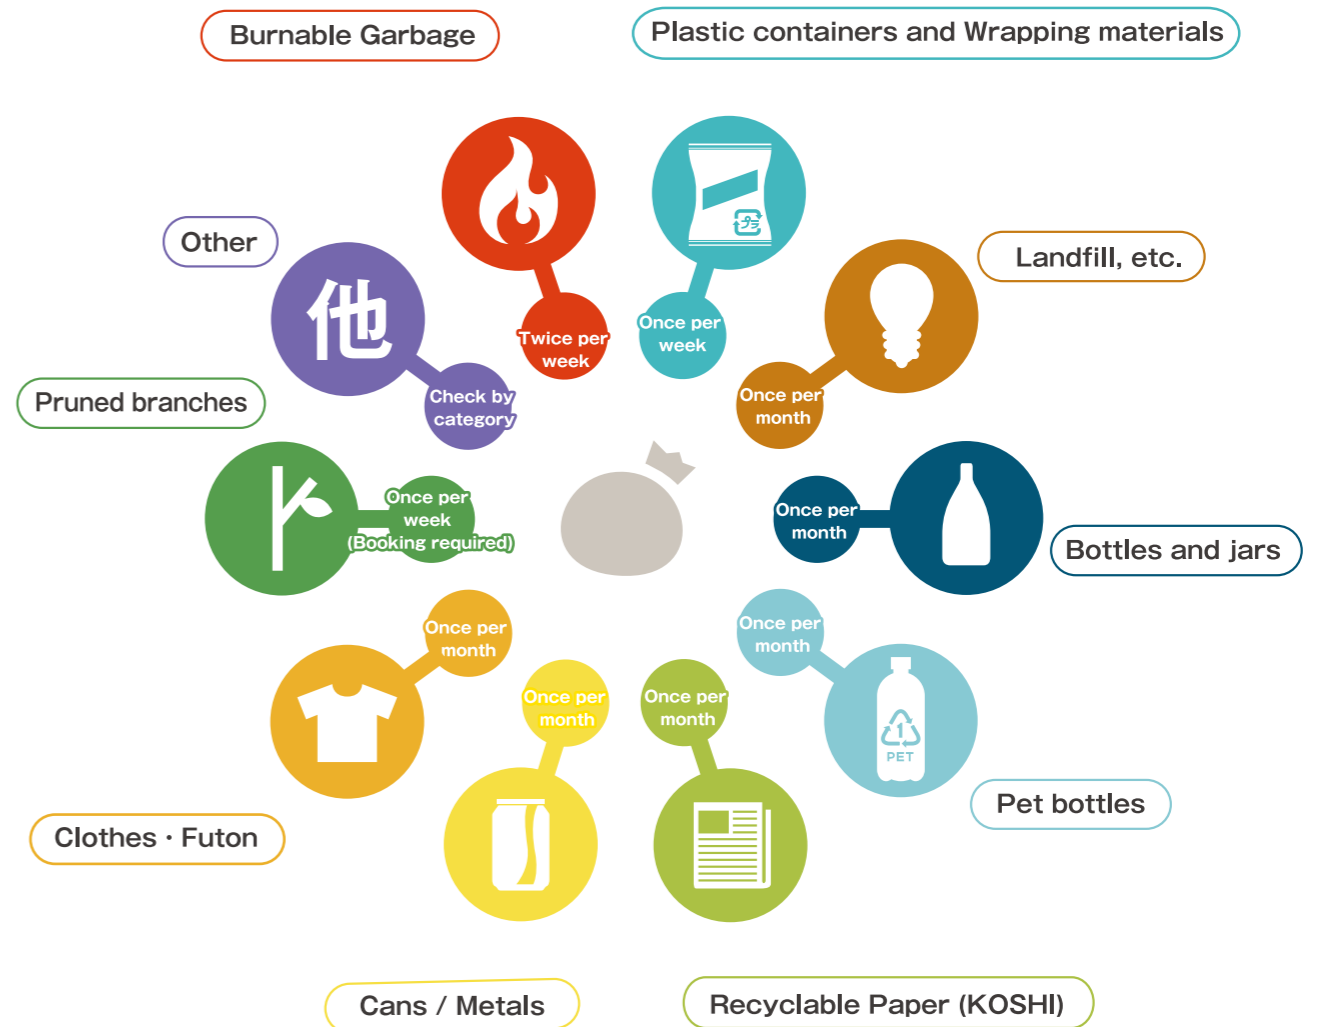 Burnable Garbage
Plastic containers and Wrapping materials
Twice per
week
Once per
week
プラ
Other
他
Check by
category
Landfill, etc.
Once per
month
Pruned branches
Once per
week
(Booking required)
Once per
month
Bottles and jars
Once per
month
Clothes・Futon
Once per
month
1
PET
Pet bottles
Once per
month
Cans / Metals
Once per
month
Recyclable Paper (KOSHI)